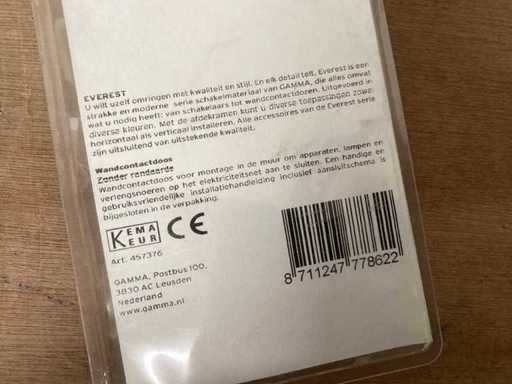 EVEREST
U wilt uzelf omringen met kwaliteit en stijl. En elk detail telt. Everest is een
strakke en moderne serie schakelmateriaal van GAMMA, die alles omvat
wat u nodig heeft: van schakelaars tot wandcontactdozen. Uitgevoerd in
diverse kleuren. Met de afdekramen kunt u diverse toepassingen zowel
horizontaal als verticaal installeren. Alle accessoires van de Everest serie
zijn uitsluitend van uitstekende kwaliteit.
Wandcontactdoos
Zonder randaarde
Wandcontactdoos voor montage in de muur om apparaten, lampen en
verlengsnoeren op het elektriciteitsnet aan te sluiten. Een handige en
gebruiksvriendelijke installatiehandleiding inclusief aansluitschema is
bijgesloten in de verpakking.
KEMA
KEUR CE
Art. 457376
GAMMA, Postbus 100,
3830 AC Leusden
Nederland
www.gamma.nl
8 711247 778622